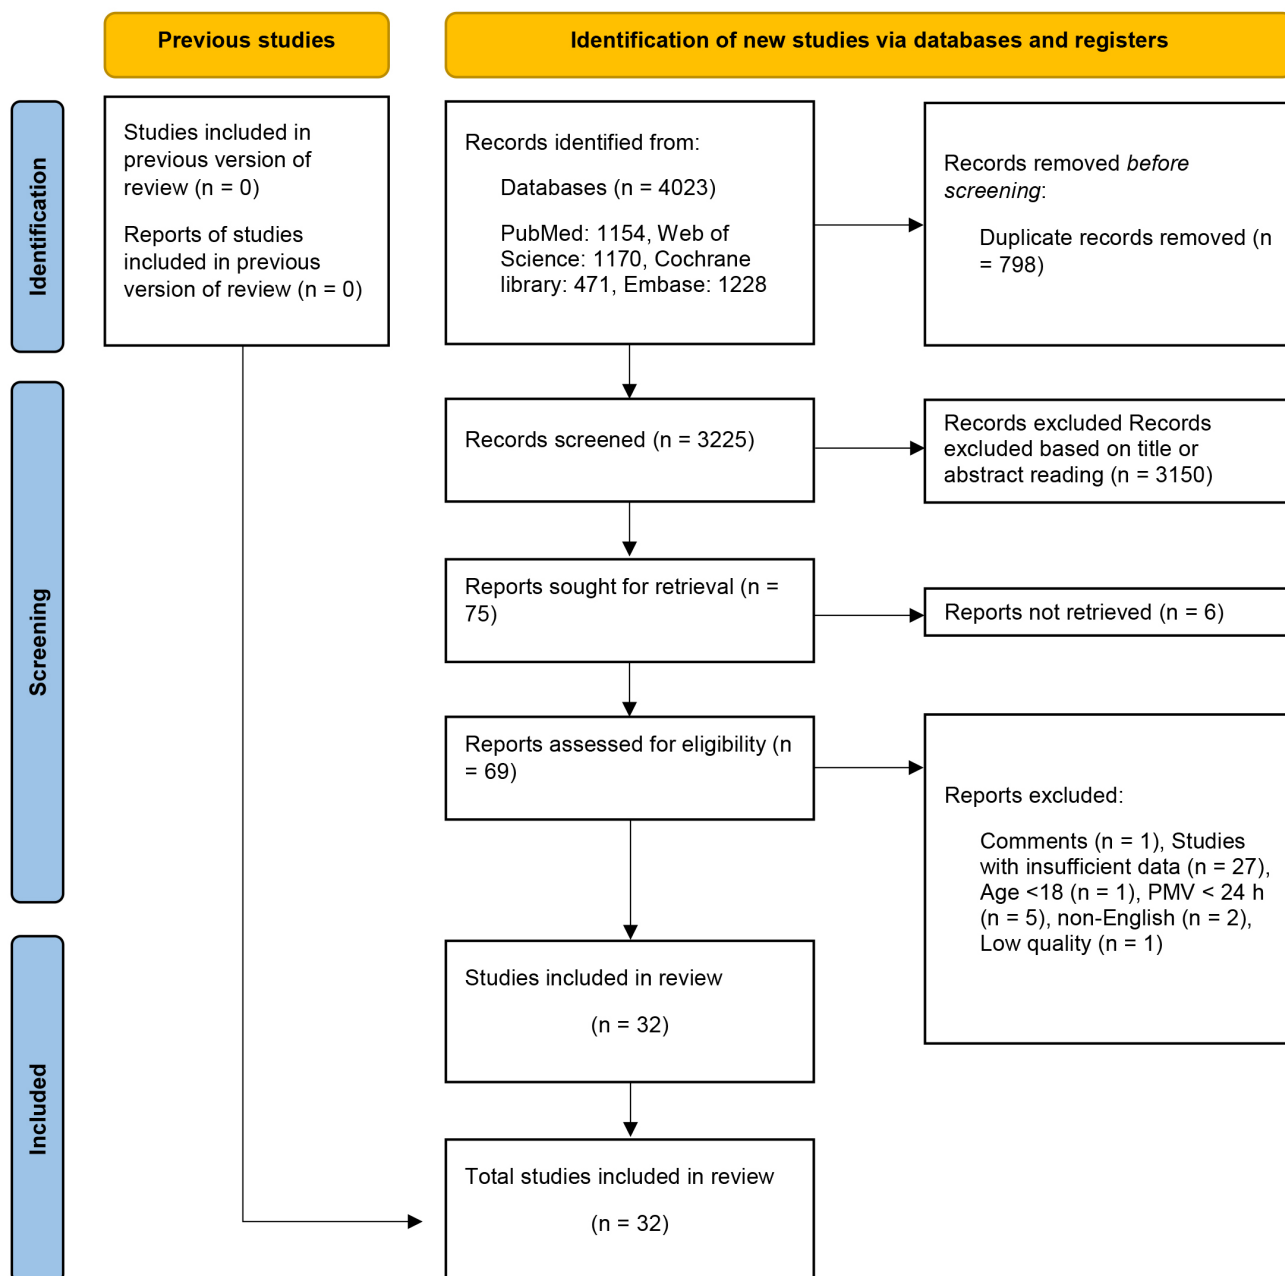 Previous studies
Identification of new studies via databases and registers
Identification
Studies included in
previous version of
review (n = 0)
Reports of studies
included in previous
version of review (n = 0)
Records identified from:
Databases (n = 4023)
PubMed: 1154, Web of
Science: 1170, Cochrane
library: 471, Embase: 1228
Records removed before
screening:
Duplicate records removed (n
= 798)
Screening
Records screened (n = 3225)
Records excluded Records
excluded based on title or
abstract reading (n = 3150)
Reports sought for retrieval (n =
75)
Reports not retrieved (n = 6)
Reports assessed for eligibility (n
= 69)
Reports excluded:
Comments (n = 1), Studies
with insufficient data (n = 27),
Age <18 (n = 1), PMV < 24 h
(n = 5), non-English (n = 2),
Low quality (n = 1)
Included
Studies included in review
(n = 32)
Total studies included in review
(n = 32)